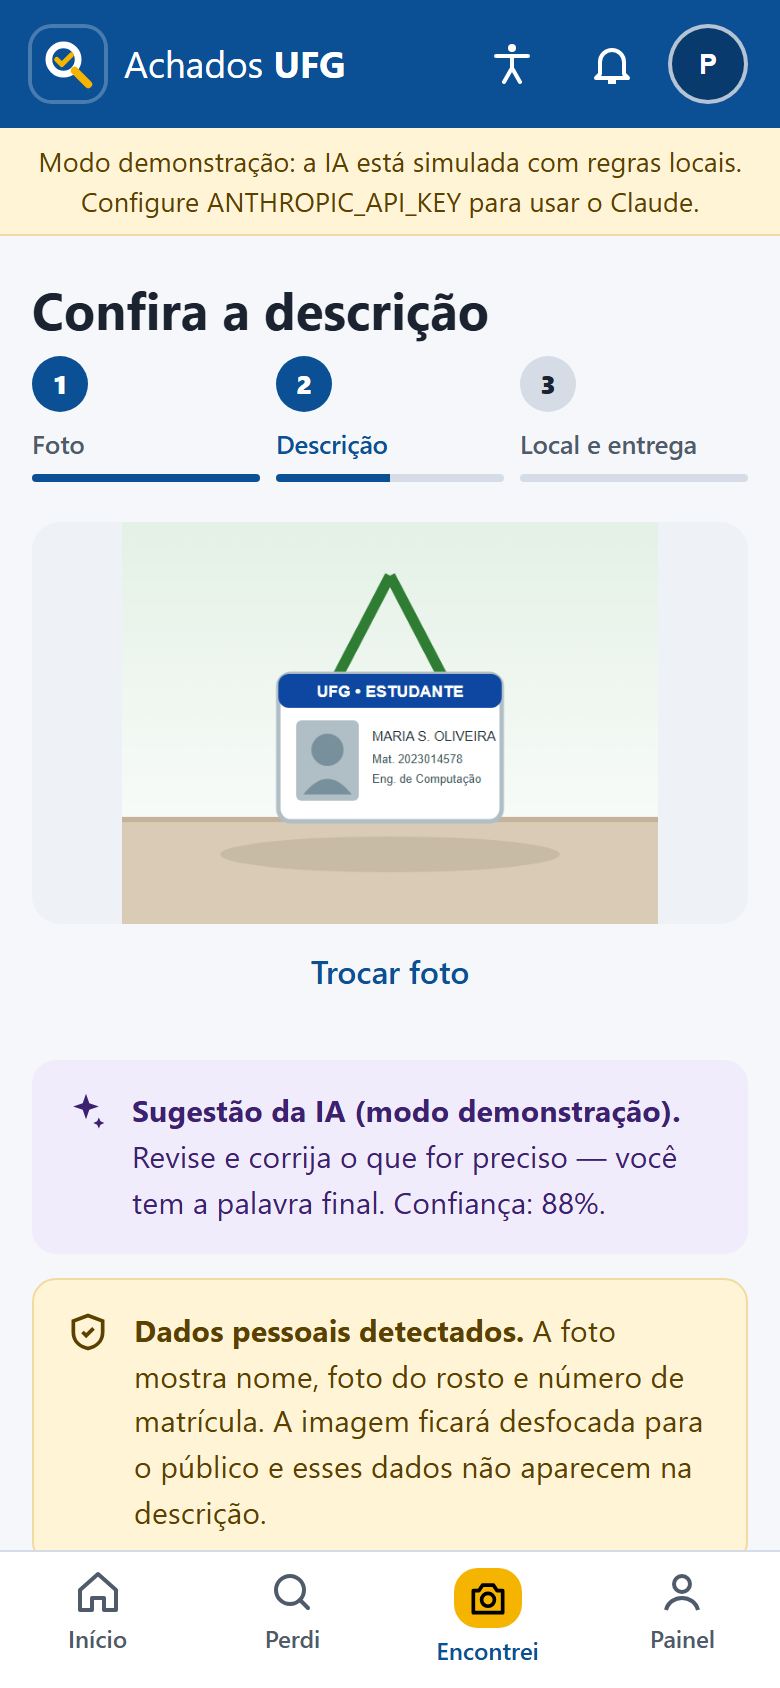 Achados UFG
P
Modo demonstração: a IA está simulada com regras locais.
Configure ANTHROPIC_API_KEY para usar o Claude.
Confira a descrição
1
2
3
Foto
Descrição
Local e entrega
UFG • ESTUDANTE
MARIA S. OLIVEIRA
Mat. 2023014578
Eng. de Computação
Trocar foto
Sugestão da IA (modo demonstração).
Revise e corrija o que for preciso — você
tem a palavra final. Confiança: 88%.
Dados pessoais detectados. A foto
mostra nome, foto do rosto e número de
matrícula. A imagem ficará desfocada para
o público e esses dados não aparecem na
descrição.
Início
Perdi
Encontrei
Painel